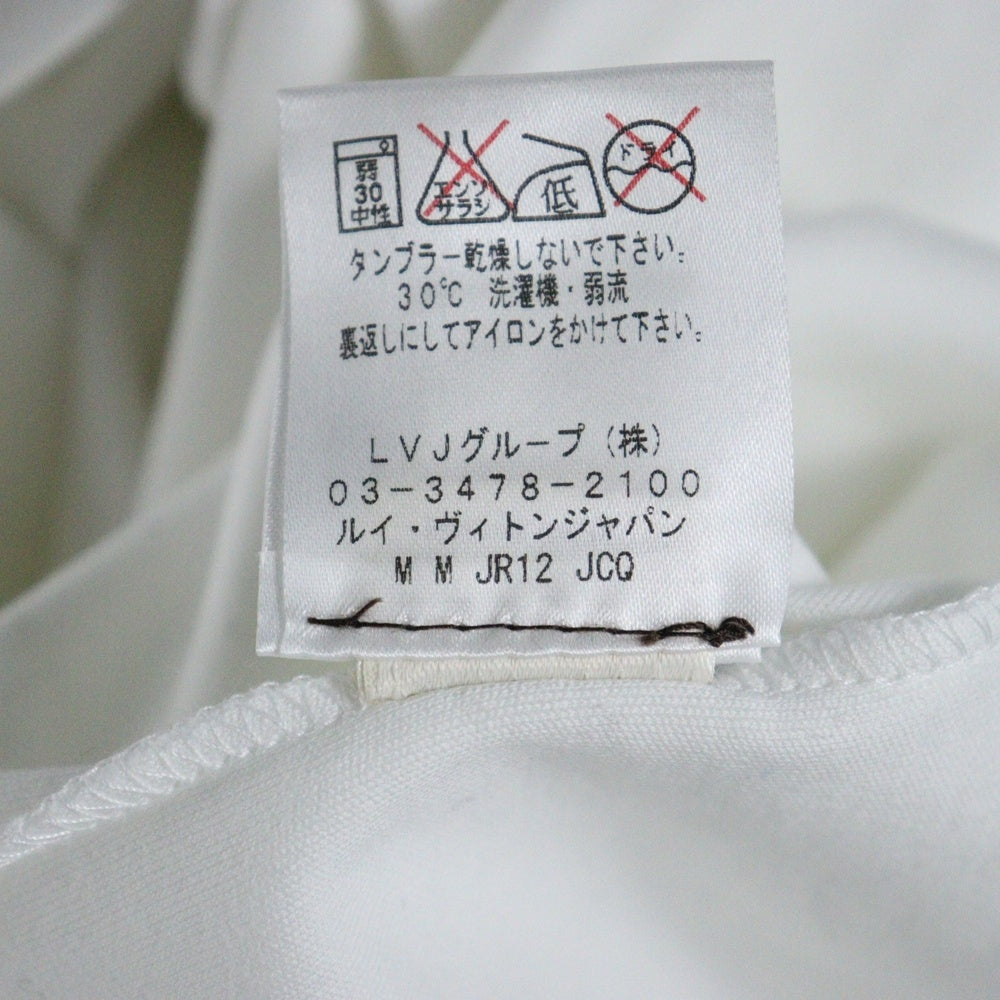 弱
30
中性
エンソ
サラシ
低
ドライ
タンブラー乾燥しないで下さい。
30℃ 洗濯機・弱流
裏返しにしてアイロンをかけて下さい。
LVJグループ(株)
03-3478-2100
ルイ・ヴィトンジャパン
M M JR12 JCQ